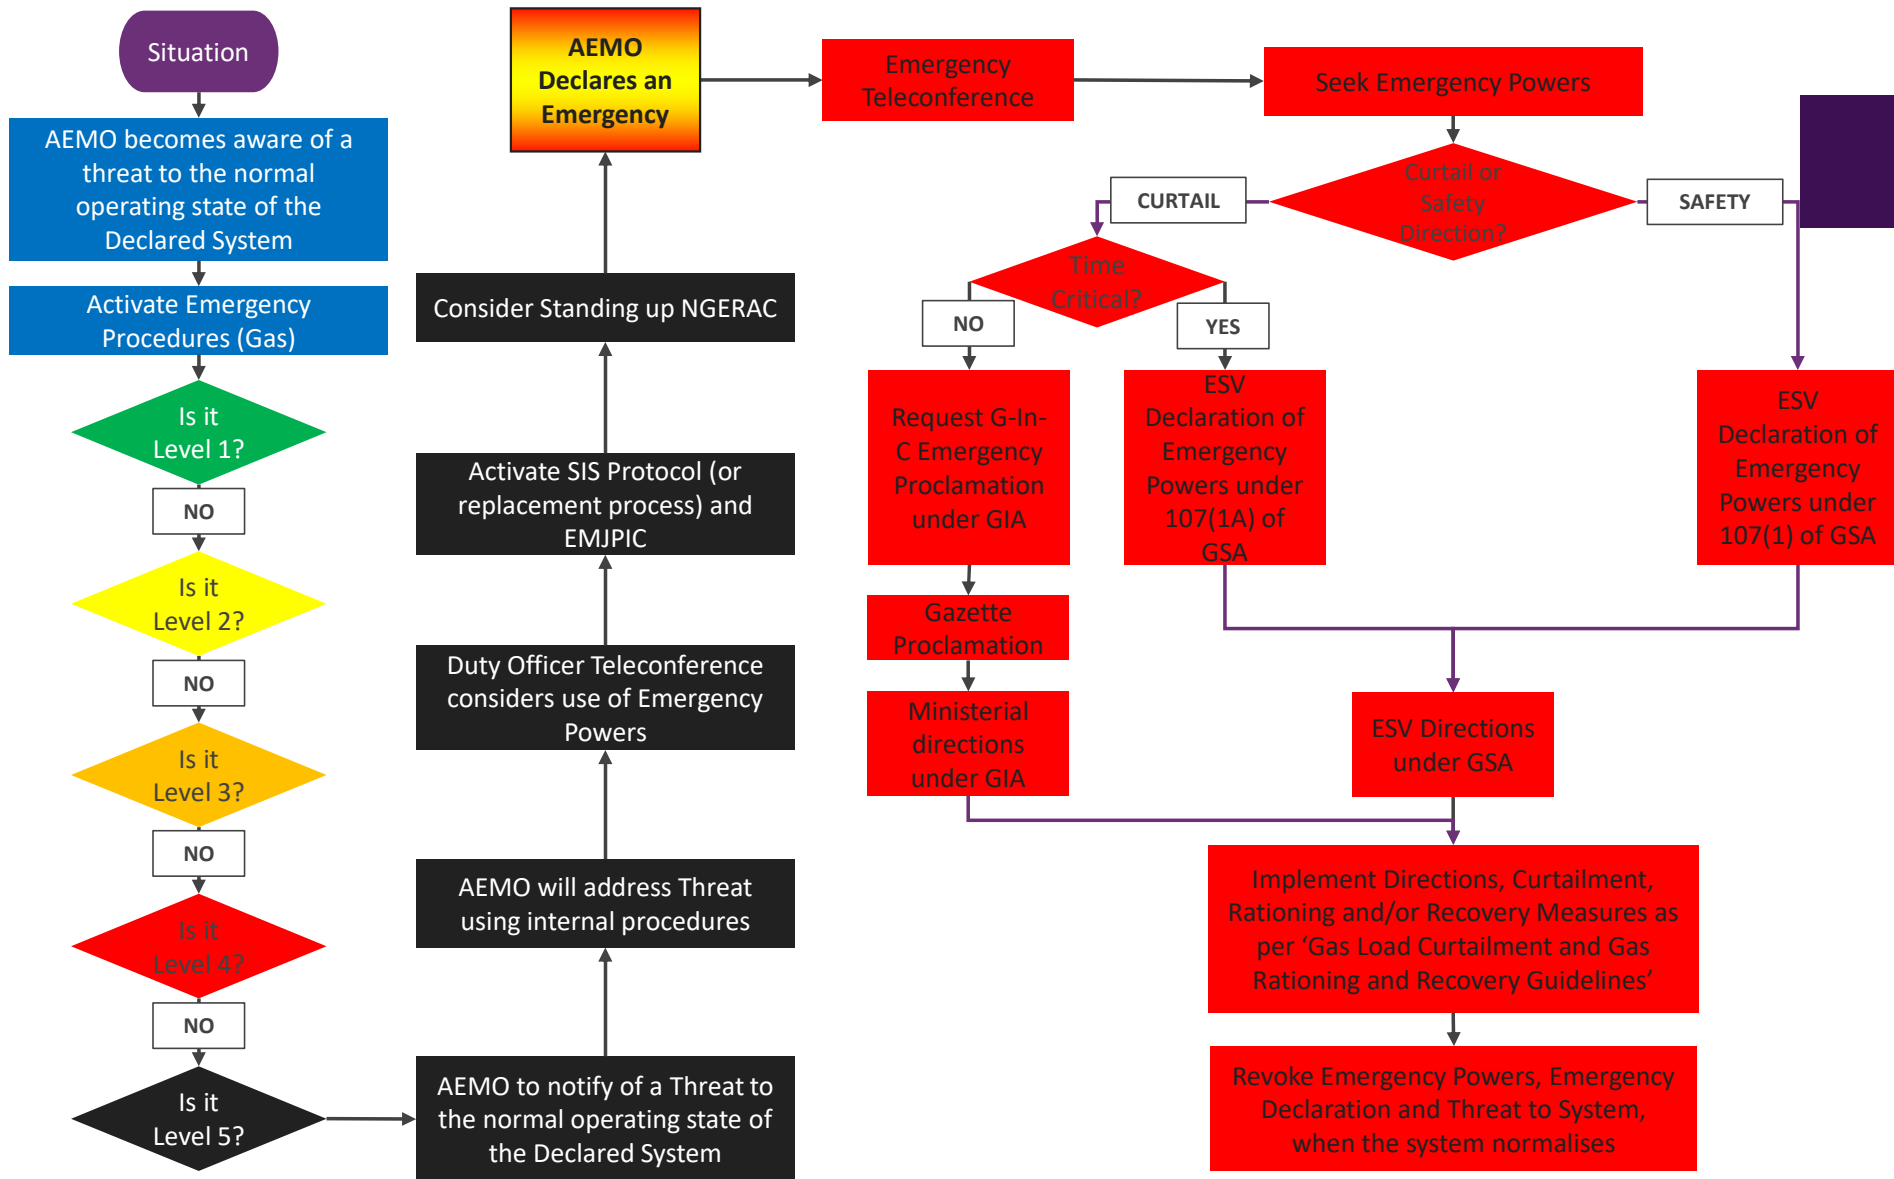 Situation
AEMO becomes aware of a
threat to the normal
operating state of the
Declared System
Activate Emergency
Procedures (Gas)
Is it
Level 1?
NO
Is it
Level 2?
NO
Is it
Level 3?
NO
Is it
Level 4?
NO
Is it
Level 5?
AEMO to notify of a Threat to
the normal operating state of
the Declared System
AEMO will address Threat
using internal procedures
Duty Officer Teleconference
considers use of Emergency
Powers
Activate SIS Protocol (or
replacement process) and
EMJPIC
Consider Standing up NGERAC
AEMO
Declares an
Emergency
Emergency
Teleconference
Seek Emergency Powers
Curtail or
Safety
Direction?
CURTAIL
SAFETY
Time
Critical?
NO
YES
Request G-In-
C Emergency
Proclamation
under GIA
ESV
Declaration of
Emergency
Powers under
107(1A) of
GSA
ESV
Declaration of
Emergency
Powers under
107(1) of GSA
Gazette
Proclamation
Ministerial
directions
under GIA
ESV Directions
under GSA
Implement Directions, Curtailment,
Rationing and/or Recovery Measures as
per ‘Gas Load Curtailment and Gas
Rationing and Recovery Guidelines’
Revoke Emergency Powers, Emergency
Declaration and Threat to System,
when the system normalises